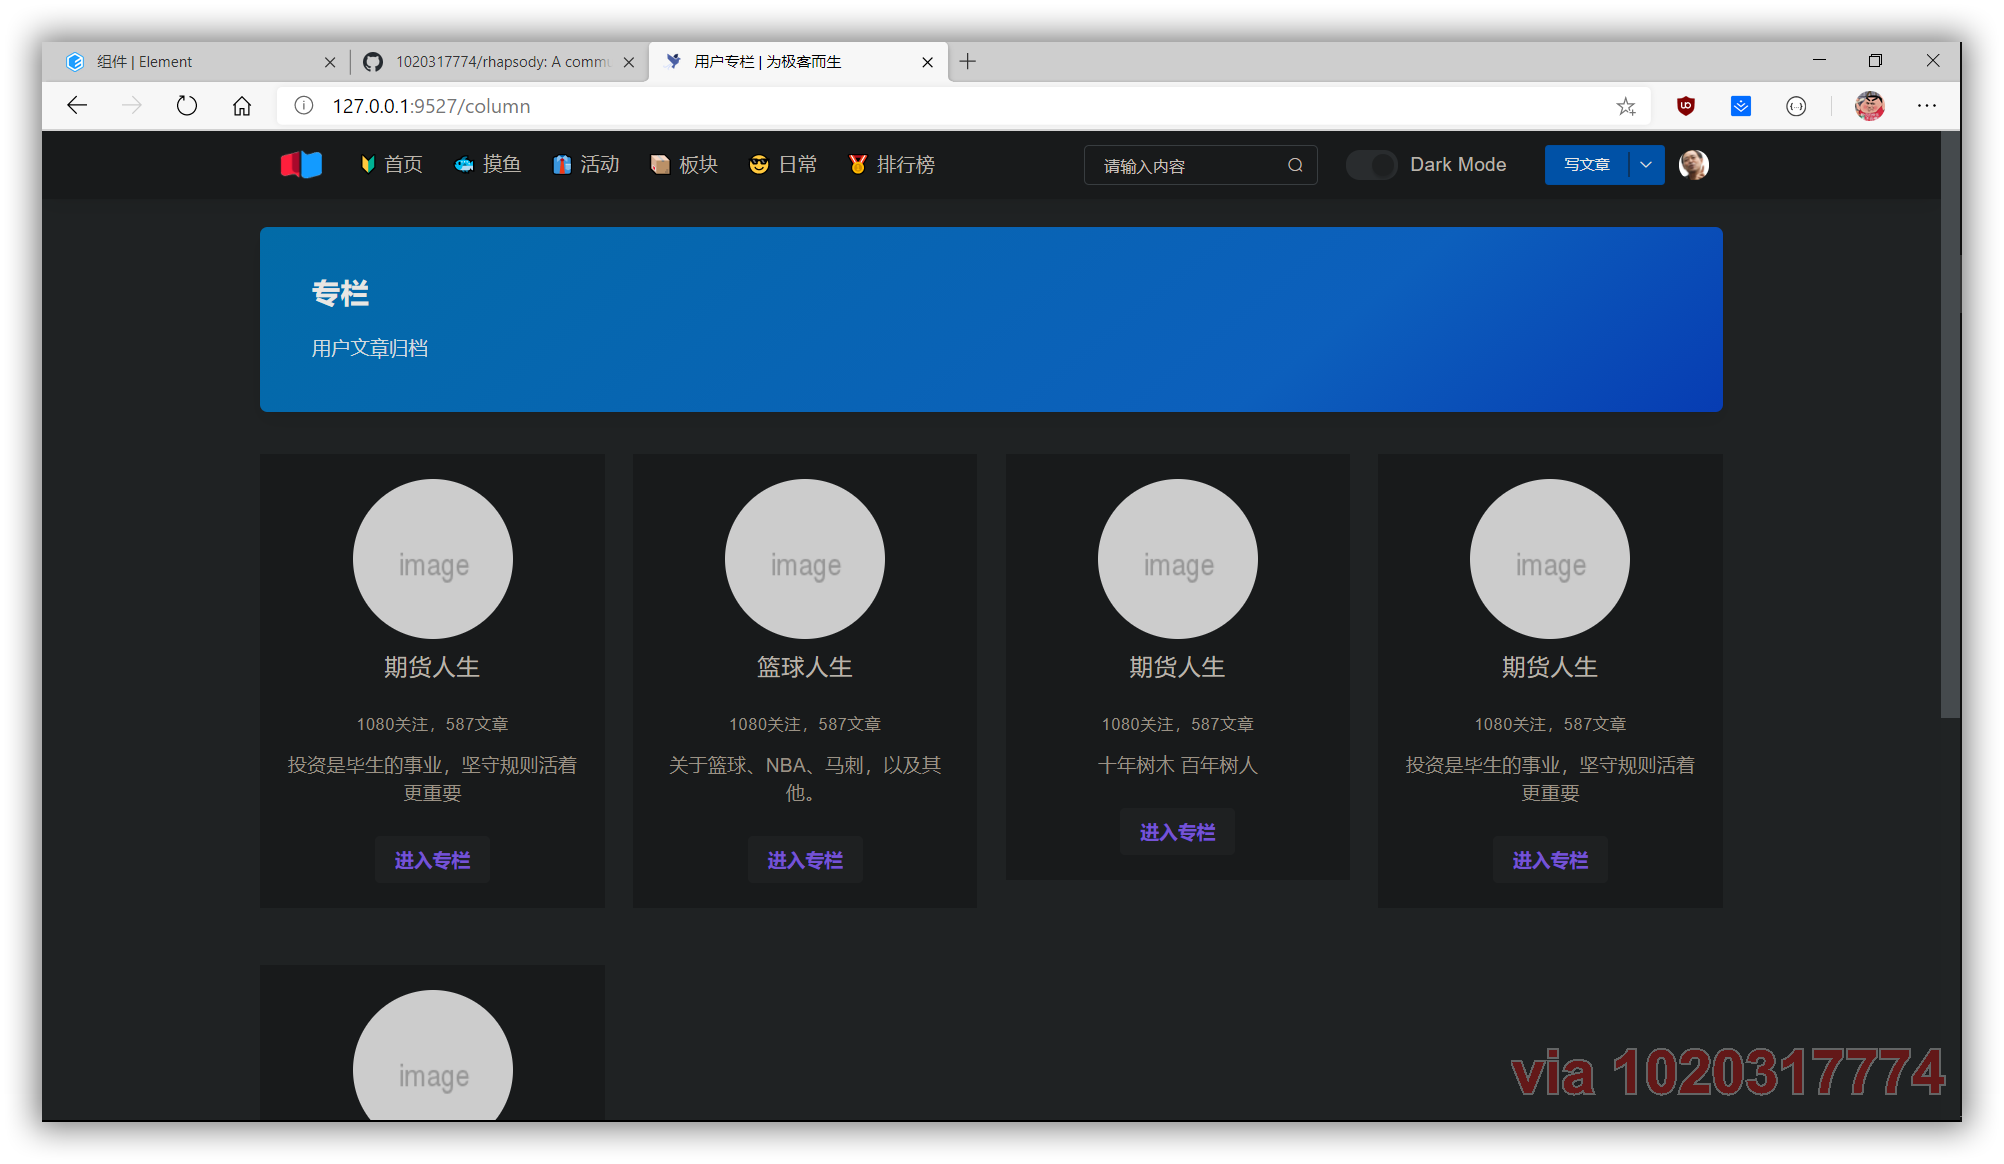 组件 | Element
1020317774/rhapsody: A comm
用户专栏 | 为极客而生
127.0.0.1:9527/column
首页
摸鱼
活动
板块
日常
排行榜
请输入内容
Dark Mode
写文章
专栏
用户文章归档
image
image
image
image
期货人生
篮球人生
期货人生
期货人生
1080关注，587文章
1080关注，587文章
1080关注，587文章
1080关注，587文章
投资是毕生的事业，坚守规则活着
更重要
关于篮球、NBA、马刺，以及其
他。
十年树木 百年树人
投资是毕生的事业，坚守规则活着
更重要
进入专栏
进入专栏
进入专栏
进入专栏
image
via 1020317774